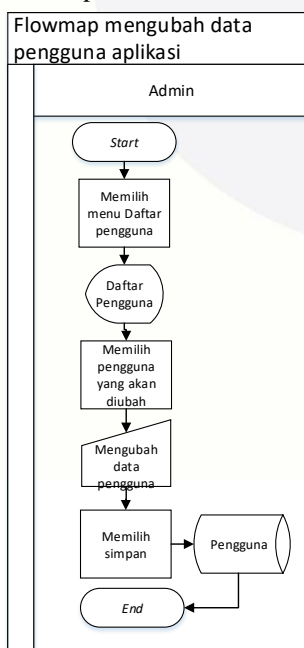 Flowmap mengubah data
pengguna aplikasi
Admin
Start
Memilih
menu Daftar
pengguna
Daftar
Pengguna
Memilih
pengguna
yang akan
diubah
Mengubah
data
pengguna
Memilih
simpan
Pengguna
End